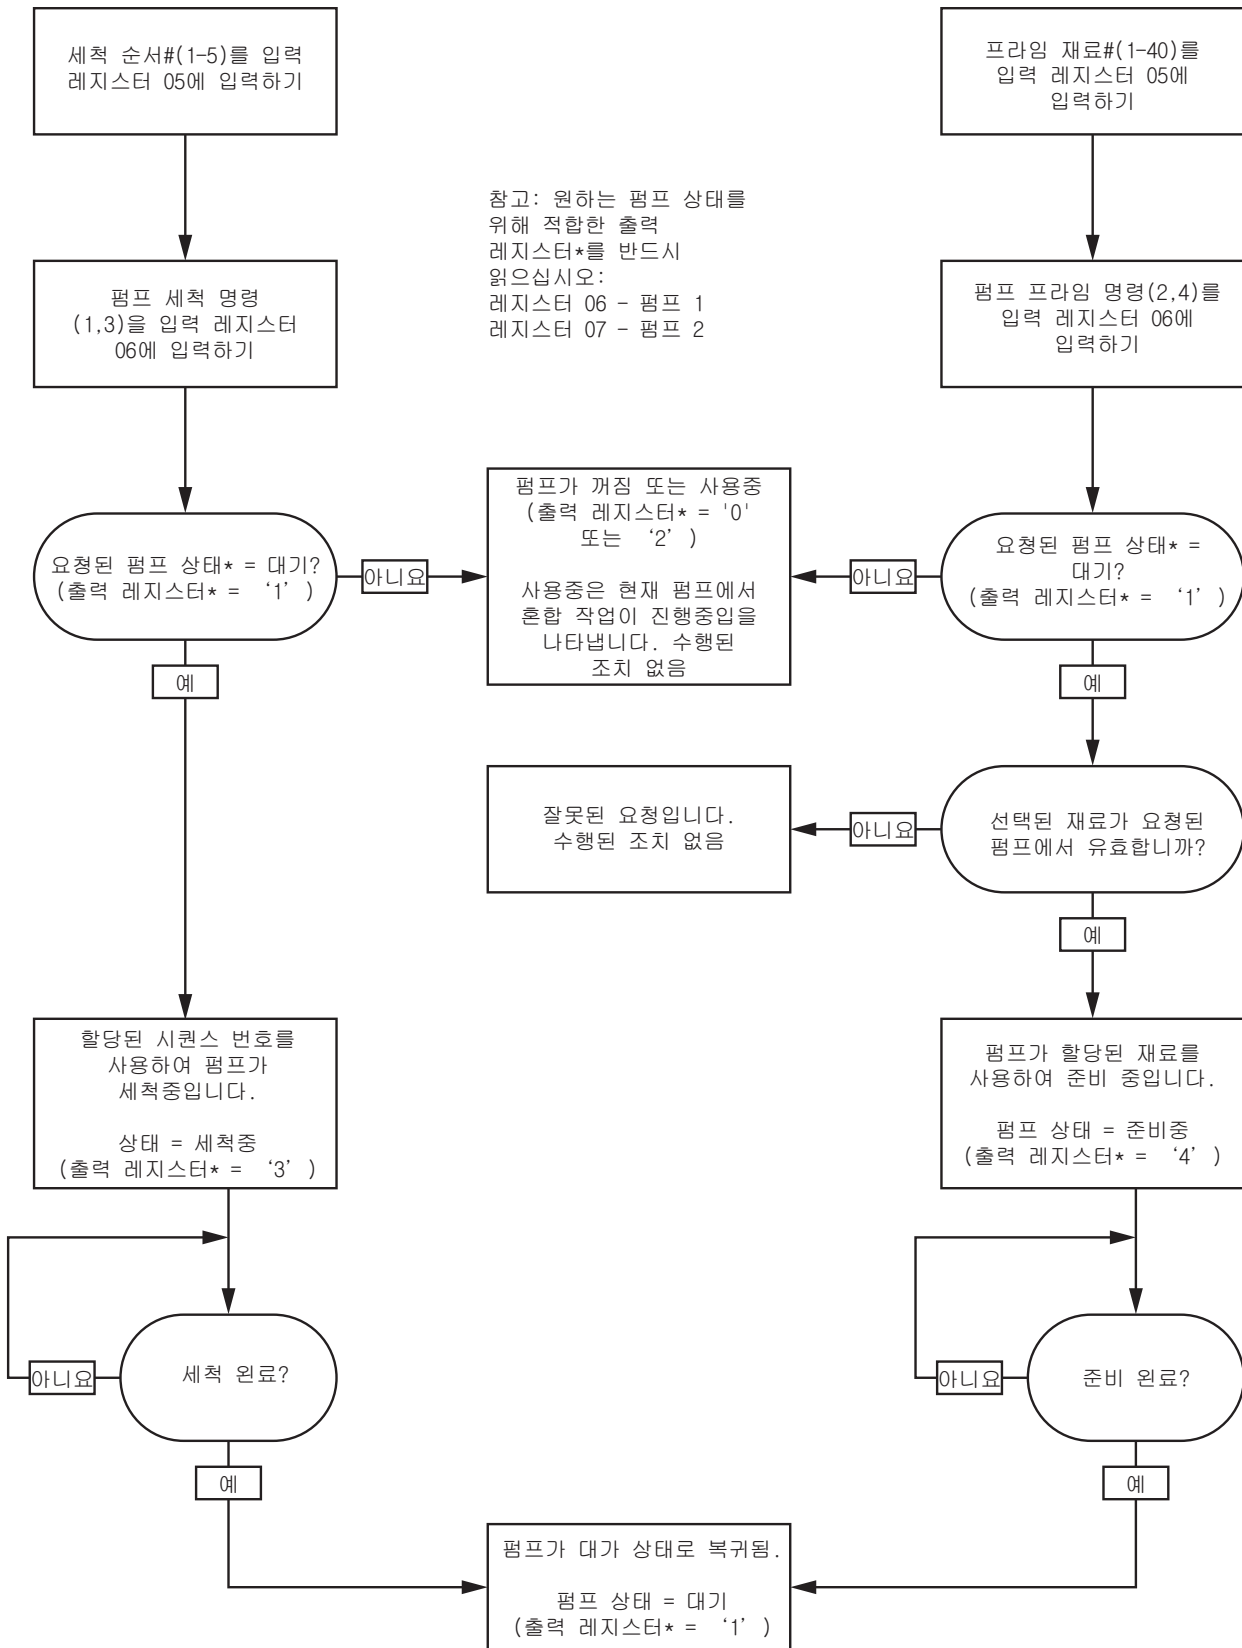 세척 순서#(1-5)를 입력
레지스터 05에 입력하기
프라임 재료#(1-40)를
입력 레지스터 05에
입력하기
참고: 원하는 펌프 상태를
위해 적합한 출력
레지스터*를 반드시
읽으십시오:
레지스터 06 - 펌프 1
레지스터 07 - 펌프 2
펌프 세척 명령
(1,3)을 입력 레지스터
06에 입력하기
펌프 프라임 명령(2,4)를
입력 레지스터 06에
입력하기
요청된 펌프 상태* = 대기?
(출력 레지스터* = ‘1’)
아니요
펌프가 꺼짐 또는 사용중
(출력 레지스터* = '0'
또는 ‘2’)
사용중은 현재 펌프에서
혼합 작업이 진행중입을
나타냅니다. 수행된
조치 없음
아니요
요청된 펌프 상태* =
대기?
(출력 레지스터* = ‘1’)
예
예
잘못된 요청입니다.
수행된 조치 없음
아니요
선택된 재료가 요청된
펌프에서 유효합니까?
예
할당된 시퀀스 번호를
사용하여 펌프가
세척중입니다.
상태 = 세척중
(출력 레지스터* = ‘3’)
펌프가 할당된 재료를
사용하여 준비 중입니다.
펌프 상태 = 준비중
(출력 레지스터* = ‘4’)
아니요
세척 완료?
아니요
준비 완료?
예
예
펌프가 대가 상태로 복귀됨.
펌프 상태 = 대기
(출력 레지스터* = ‘1’)